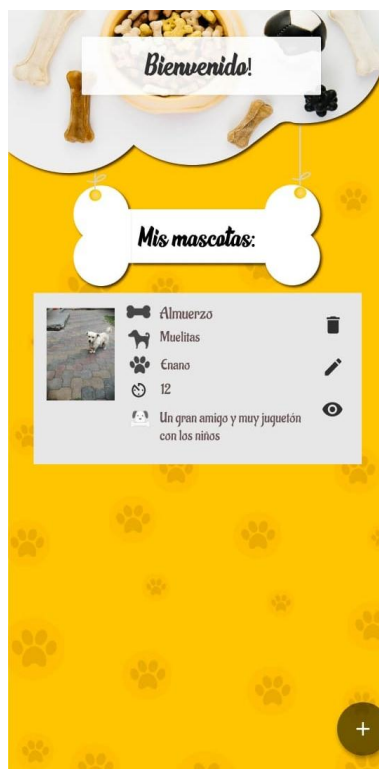 Bienvenido!
Mis mascotas:
Almuerzo
Muelitas
Enano
12
Un gran amigo y muy juguetón
con los niños
+